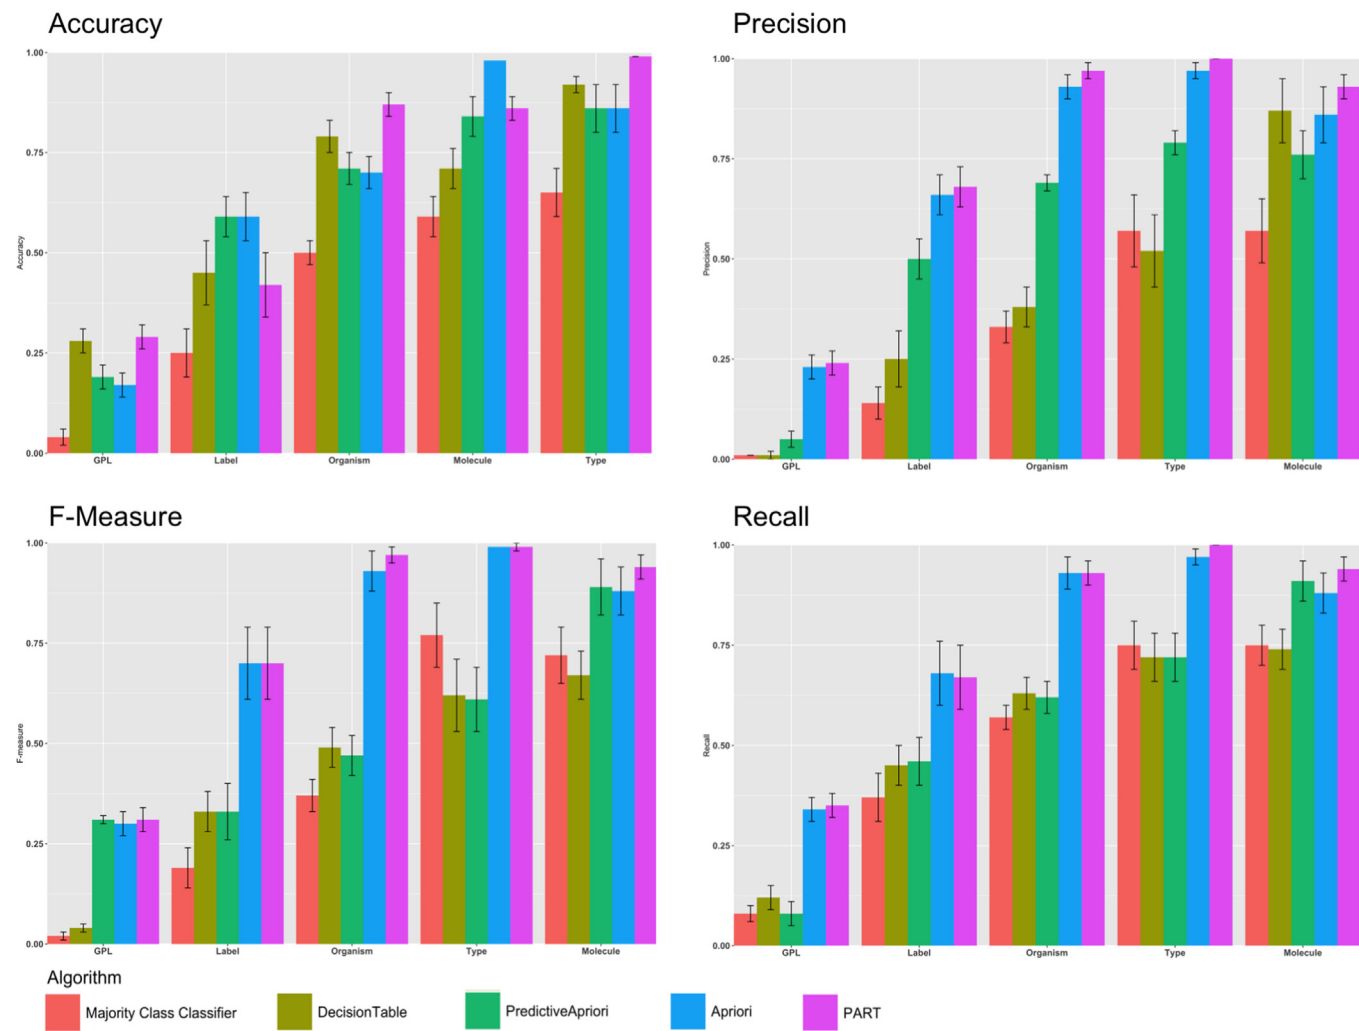 Accuracy
1.00
0.75
0.50
0.25
0.00
Accuracy
GPL Label Organism Molecule Type
Precision
1.00
0.75
0.50
0.25
0.00
Precision
GPL Label Organism Type Molecule
F-Measure
1.00
0.75
0.50
0.25
0.00
F-measure
GPL Label Organism Type Molecule
Recall
1.00
0.75
0.50
0.25
0.00
Recall
GPL Label Organism Type Molecule
Algorithm
Majority Class Classifier DecisionTable PredictiveApriori Apriori PART